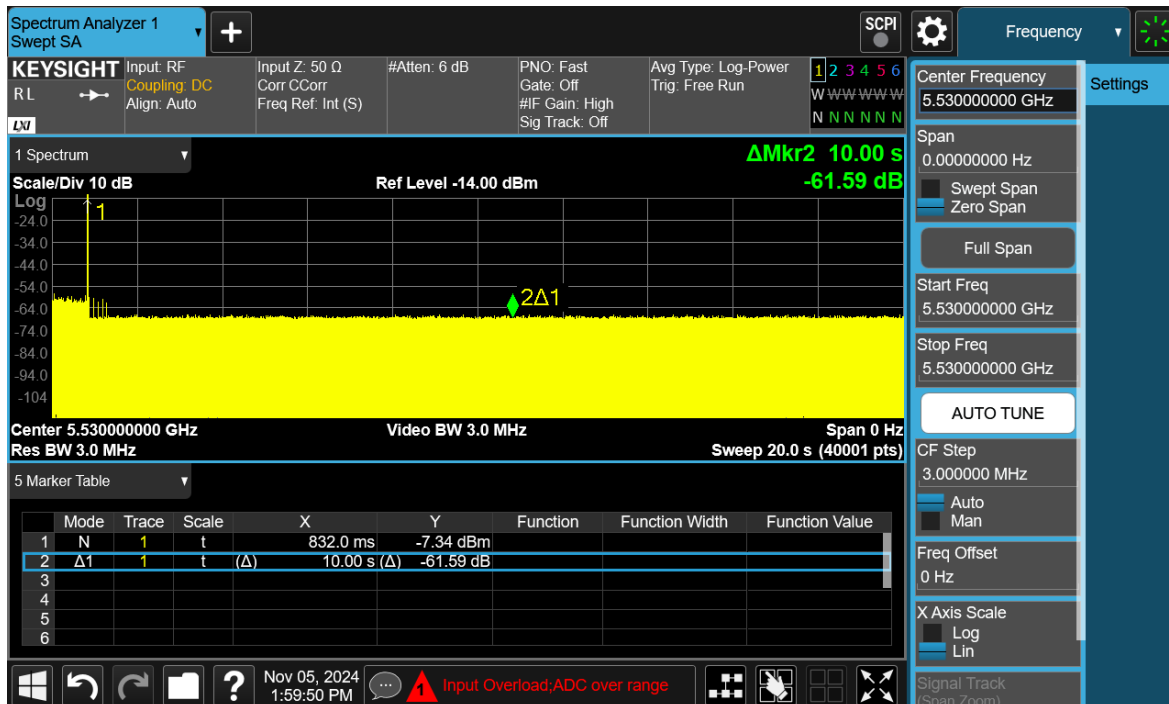 Spectrum Analyzer 1
Swept SA
+
SCPI
Frequency
KEYSIGHT
RL
LXI
Input: RF
Coupling: DC
Align: Auto
Input Z: 50 Ω
Corr CCorr
Freq Ref: Int (S)
#Atten: 6 dB
PNO: Fast
Gate: Off
#IF Gain: High
Sig Track: Off
Avg Type: Log-Power
Trig: Free Run
1 2 3 4 5 6
W W W W W W
N N N N N N
1 Spectrum
ΔMkr2 10.00 s
-61.59 dB
Scale/Div 10 dB
Ref Level -14.00 dBm
Log
-24.0
-34.0
-44.0
-54.0
-64.0
-74.0
-84.0
-94.0
-104
1
2Δ1
Center 5.530000000 GHz
Video BW 3.0 MHz
Span 0 Hz
Res BW 3.0 MHz
Sweep 20.0 s (40001 pts)
5 Marker Table
Mode Trace Scale X Y Function Function Width Function Value
1 N 1 t 832.0 ms -7.34 dBm
2 Δ1 1 t (Δ) 10.00 s (Δ) -61.59 dB
3
4
5
6
?
Nov 05, 2024
1:59:50 PM
1
Input Overload;ADC over range
Settings
Center Frequency
5.530000000 GHz
Span
0.00000000 Hz
Swept Span
Zero Span
Full Span
Start Freq
5.530000000 GHz
Stop Freq
5.530000000 GHz
AUTO TUNE
CF Step
3.000000 MHz
Auto
Man
Freq Offset
0 Hz
X Axis Scale
Log
Lin
Signal Track
(Span Zoom)